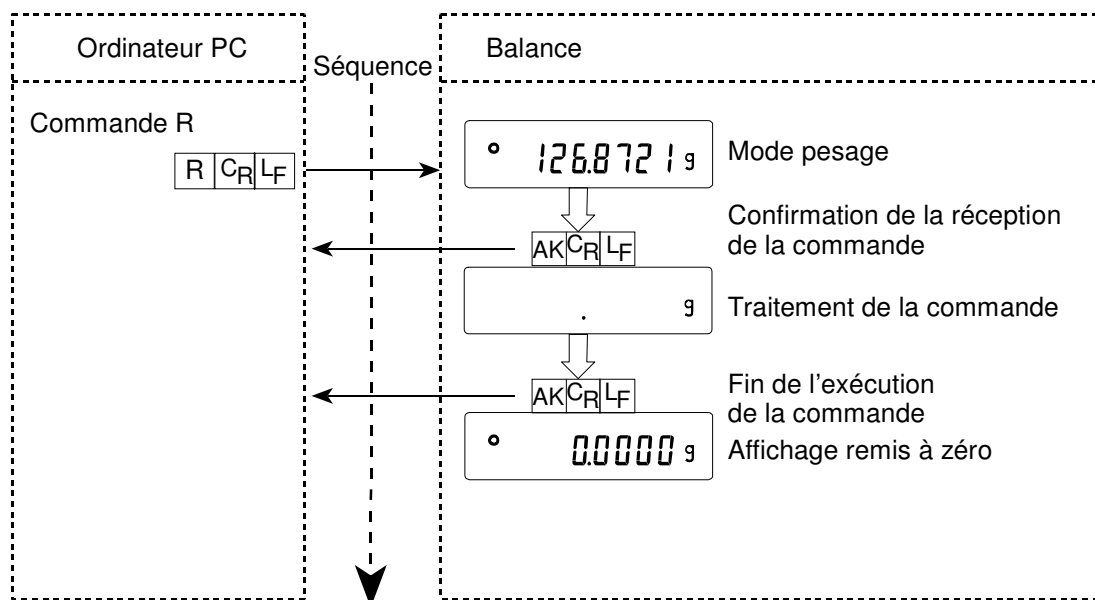 Ordinateur PC
Séquence
Balance
Commande R
R CR LF
126.8721 g
Mode pesage
AK CR LF
Confirmation de la réception
de la commande
. g
Traitement de la commande
AK CR LF
Fin de l'exécution
de la commande
0.0000 g
Affichage remis à zéro